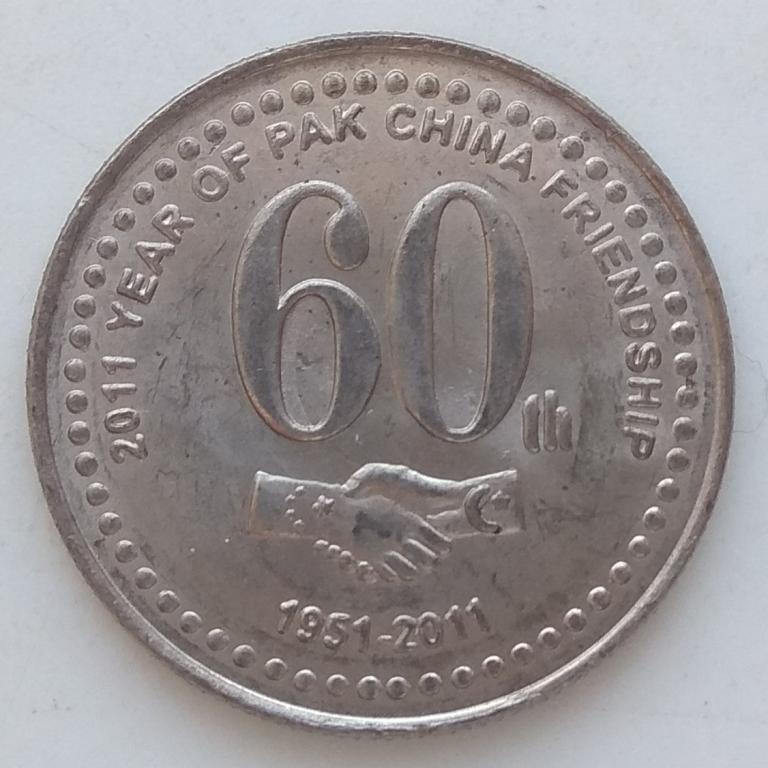 2011 YEAR OF PAK CHINA FRIENDSHIP
60th
1951-2011